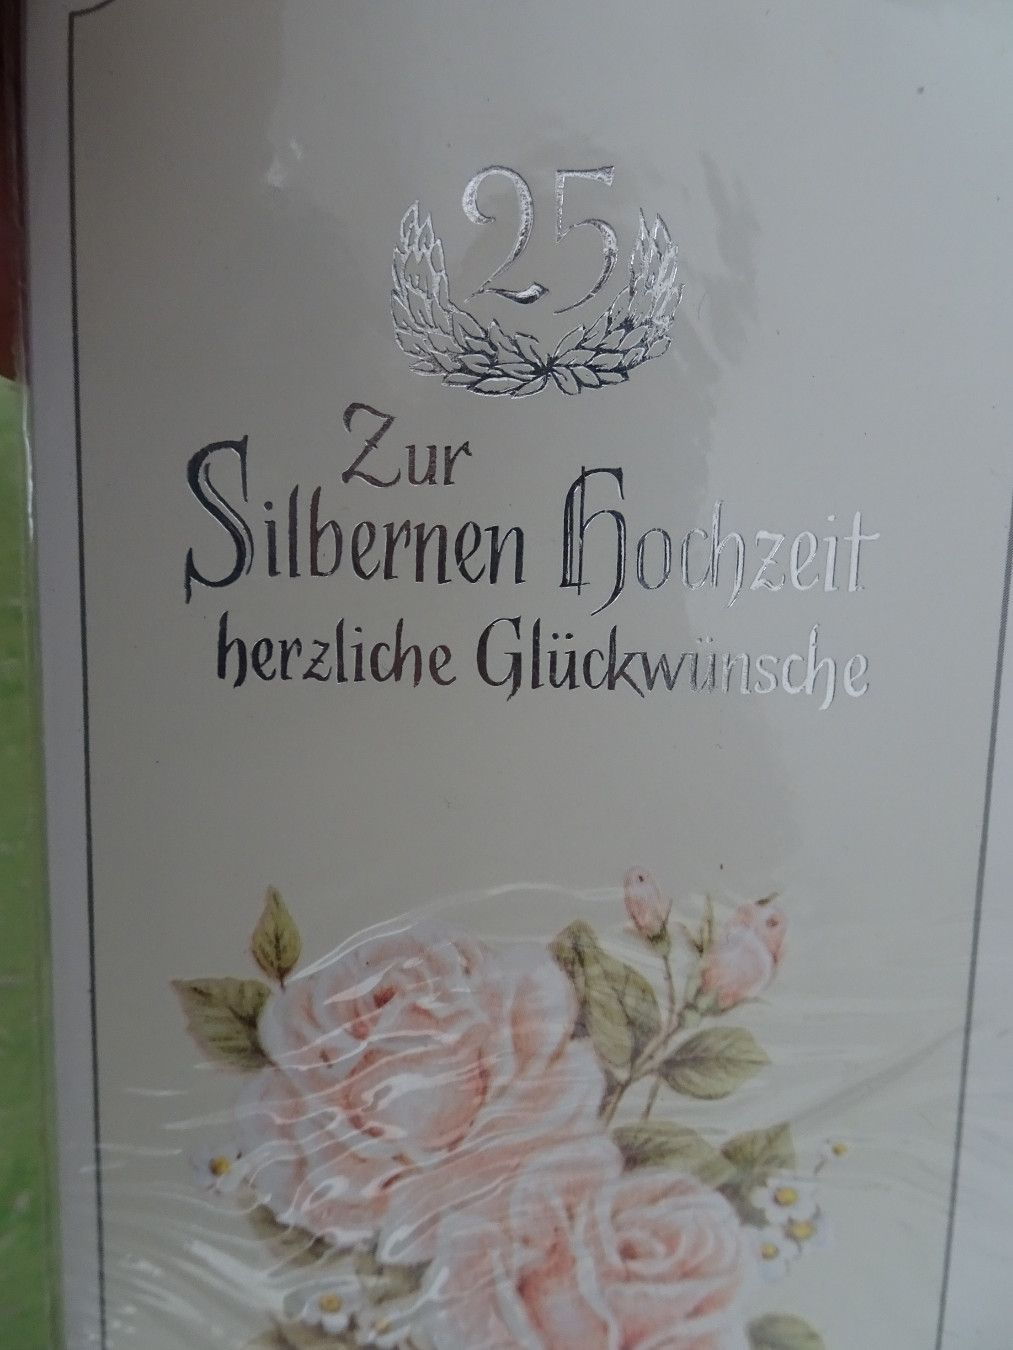 25
Zur
Silbernen Hochzeit
herzliche Glückwünsche